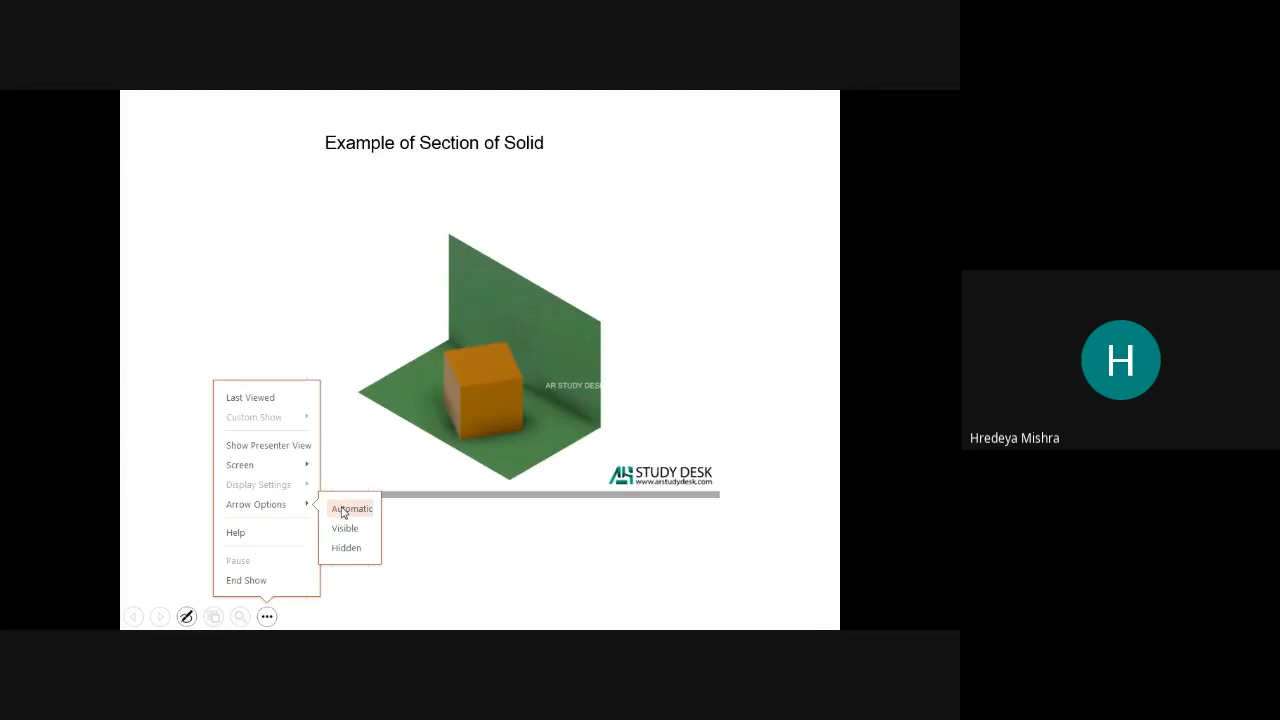 Example of Section of Solid
AR STUDY DESK
STUDY DESK
www.arstudydesk.com
Last Viewed
Custom Show
Show Presenter View
Screen
Display Settings
Arrow Options
Help
Pause
End Show
Automatic
Visible
Hidden
H
Hredeya Mishra